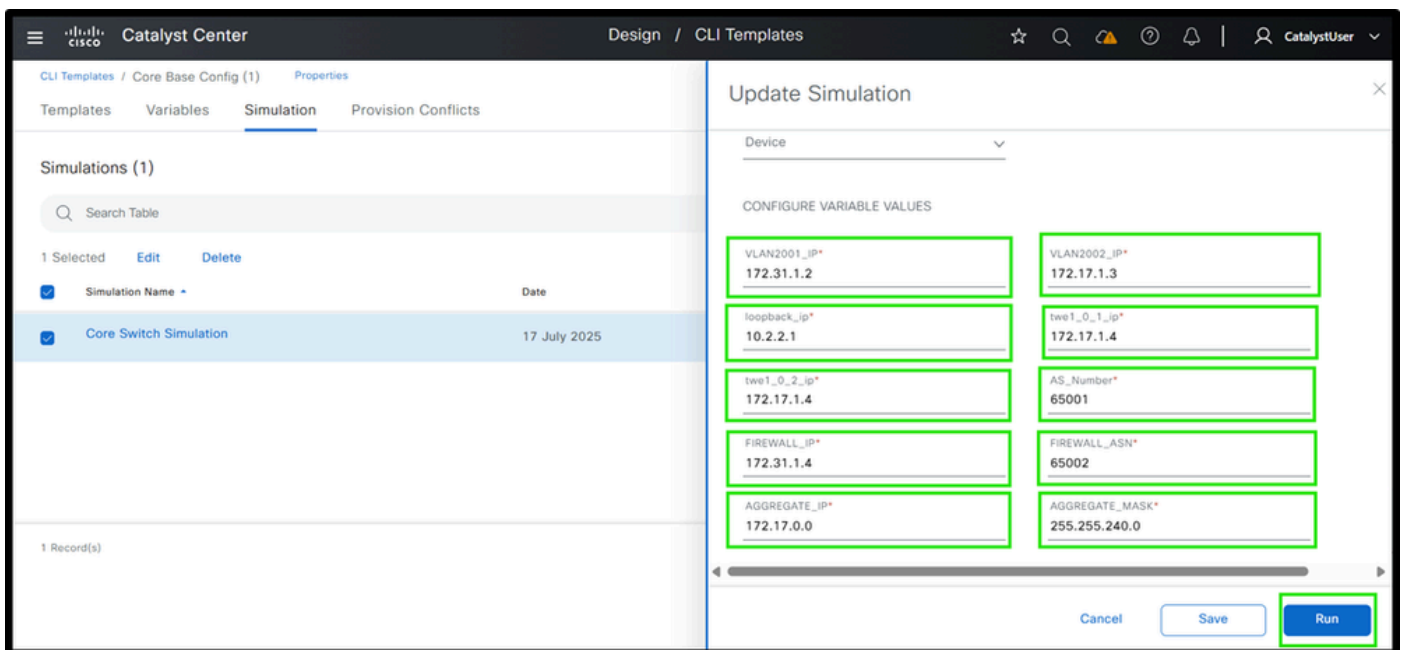 CISCO Catalyst Center Design / CLI Templates CatalystUser
CLI Templates / Core Base Config (1) Properties
Templates Variables Simulation Provision Conflicts
Simulations (1)
Search Table
1 Selected Edit Delete
Simulation Name Date
Core Switch Simulation 17 July 2025
1 Record(s)
Update Simulation
Device
CONFIGURE VARIABLE VALUES
VLAN2001_IP* VLAN2002_IP*
172.31.1.2 172.17.1.3
loopback_ip* twe1_0_1_ip*
10.2.2.1 172.17.1.4
twe1_0_2_ip* AS_Number*
172.17.1.4 65001
FIREWALL_IP* FIREWALL_ASN*
172.31.1.4 65002
AGGREGATE_IP* AGGREGATE_MASK*
172.17.0.0 255.255.240.0
Cancel Save Run